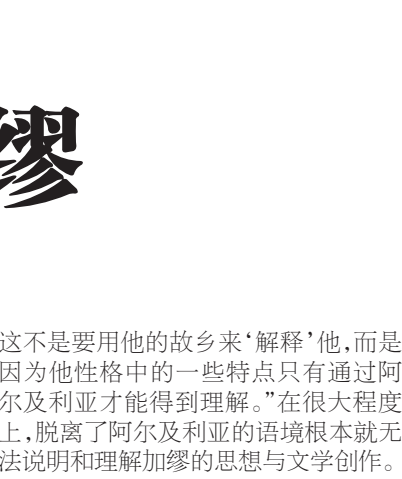 缪
这不是要用他的故乡来‘解释’他，而是
因为他性格中的一些特点只有通过阿
尔及利亚才能得到理解。”在很大程度
上，脱离了阿尔及利亚的语境根本就无
法说明和理解加缪的思想与文学创作。